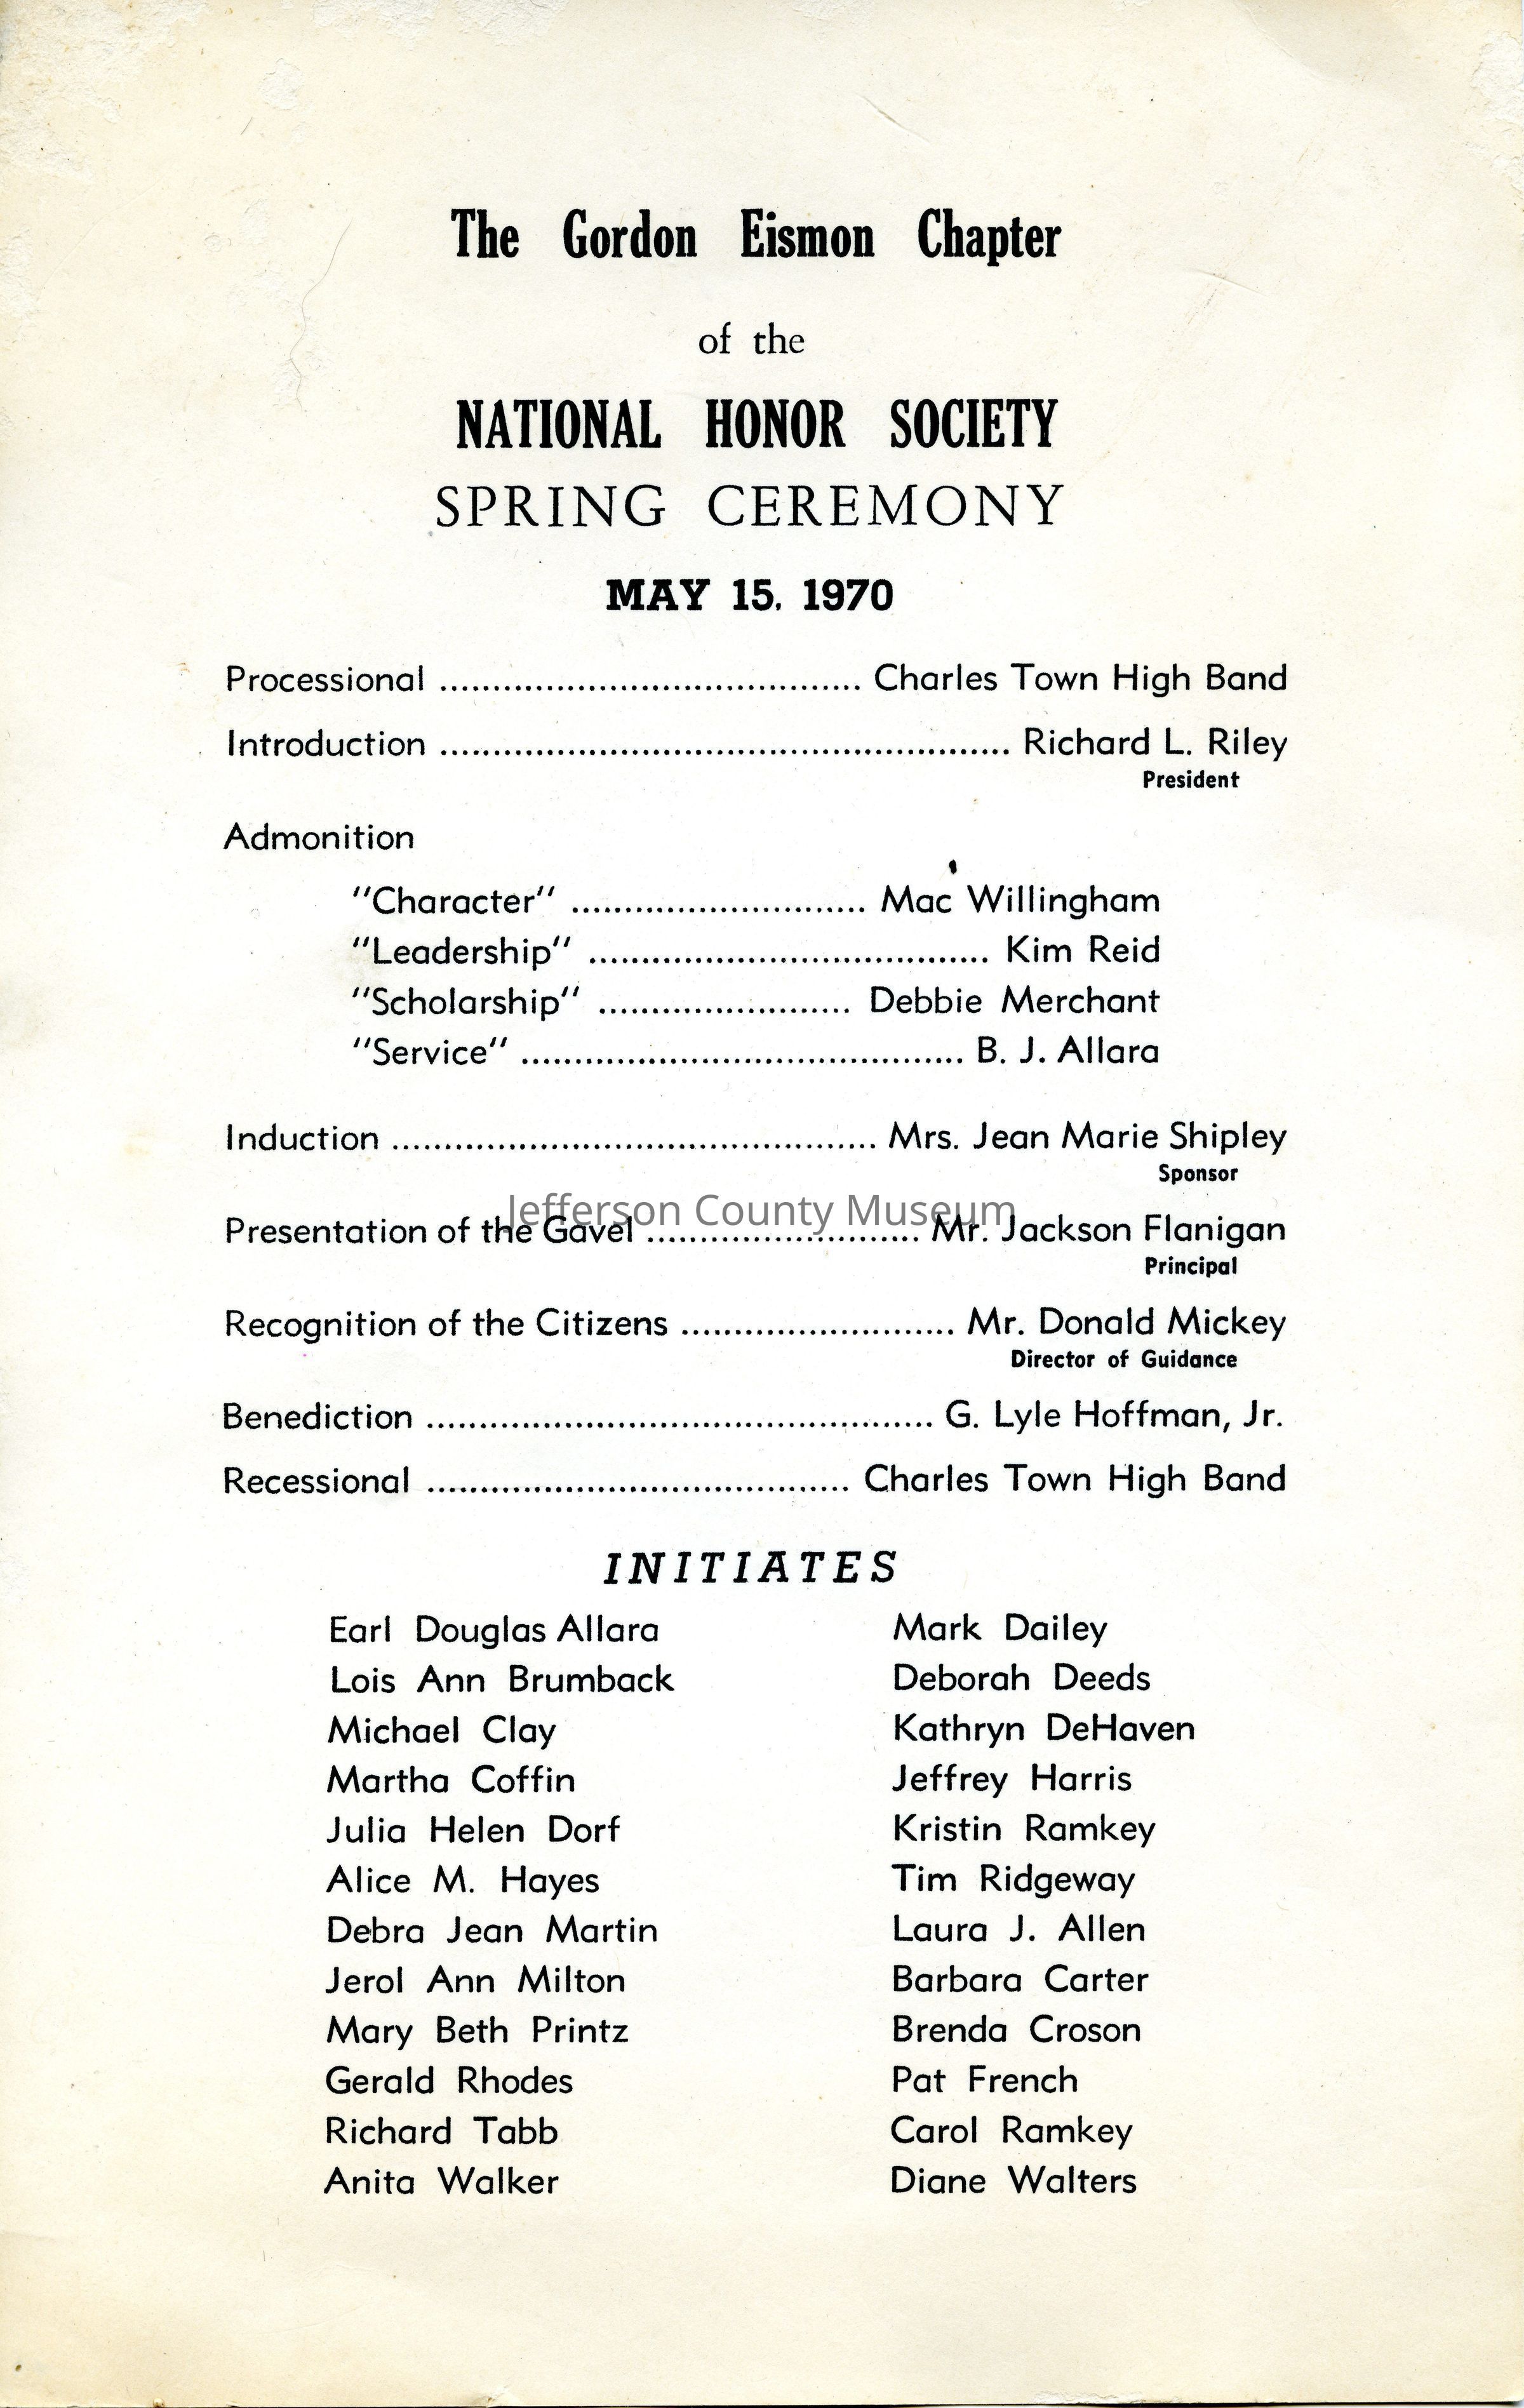 The Gordon Eismon Chapter
of the
NATIONAL HONOR SOCIETY
SPRING CEREMONY
MAY 15, 1970
Processional ........................................ Charles Town High Band
Introduction ...................................................... Richard L. Riley
President
Admonition
"Character" ............................ Mac Willingham
"Leadership" ...................................... Kim Reid
"Scholarship" ........................ Debbie Merchant
"Service" .......................................... B. J. Allara
Induction .............................................. Mrs. Jean Marie Shipley
Sponsor
Jefferson County Museum
Presentation of the Gavel .......................... Mr. Jackson Flanigan
Principal
Recognition of the Citizens .......................... Mr. Donald Mickey
Director of Guidance
Benediction ................................................ G. Lyle Hoffman, Jr.
Recessional ........................................ Charles Town High Band
INITIATES
Earl Douglas Allara
Lois Ann Brumback
Michael Clay
Martha Coffin
Julia Helen Dorf
Alice M. Hayes
Debra Jean Martin
Jerol Ann Milton
Mary Beth Printz
Gerald Rhodes
Richard Tabb
Anita Walker
Mark Dailey
Deborah Deeds
Kathryn DeHaven
Jeffrey Harris
Kristin Ramkey
Tim Ridgeway
Laura J. Allen
Barbara Carter
Brenda Croson
Pat French
Carol Ramkey
Diane Walters